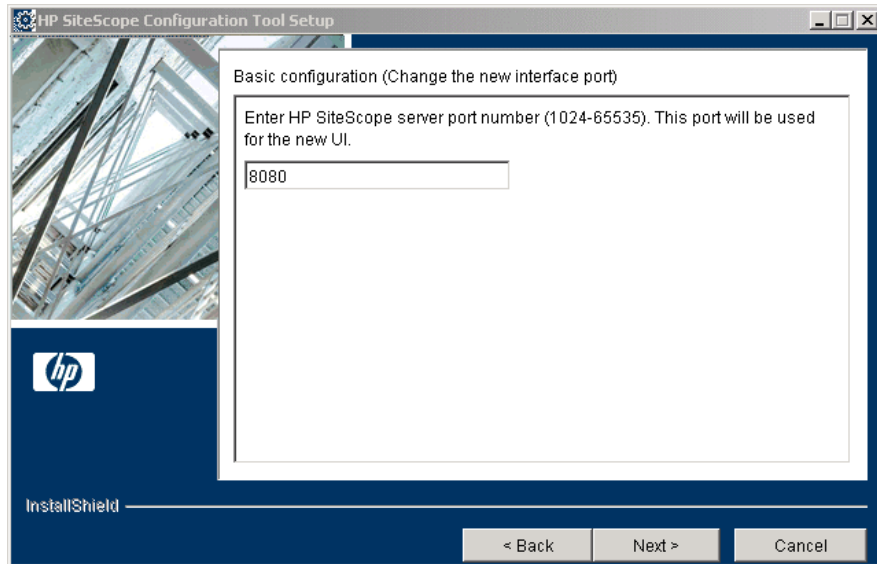 HP SiteScope Configuration Tool Setup
Basic configuration (Change the new interface port)
Enter HP SiteScope server port number (1024-65535). This port will be used
for the new UI.
8080
hp
InstallShield
< Back
Next >
Cancel